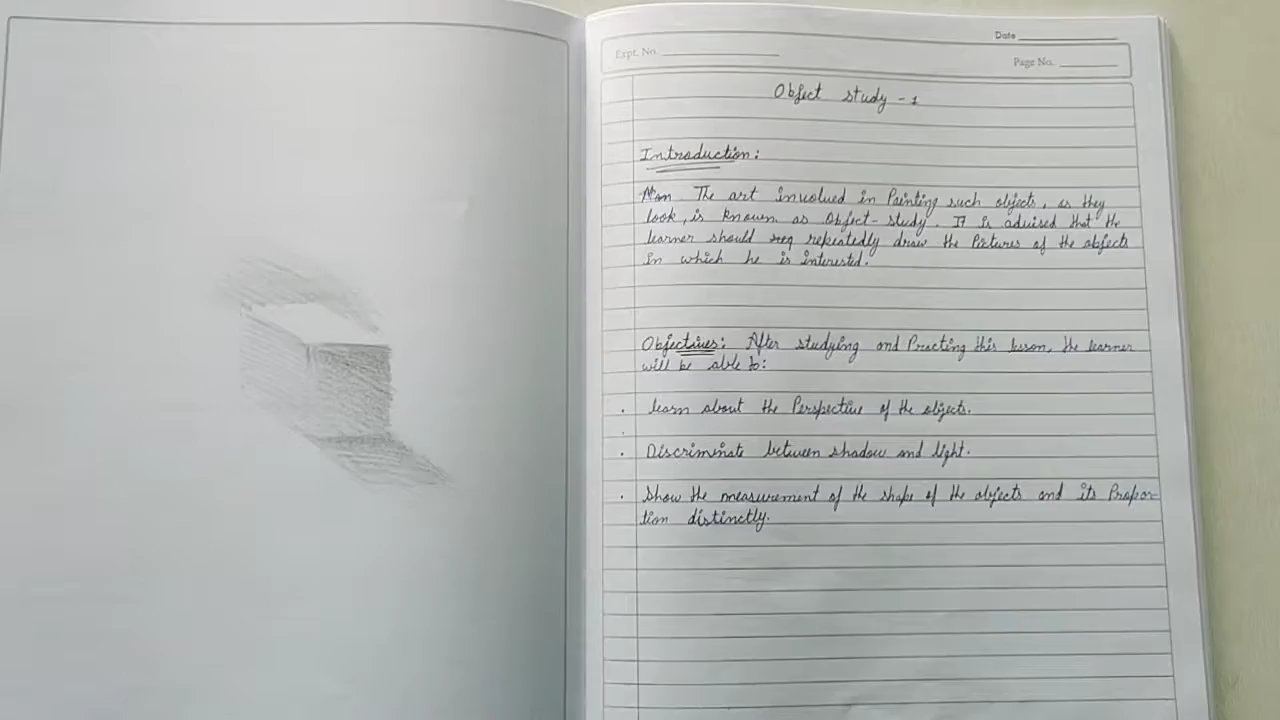 Date
Expt. No.
Page No.
Object study - 1
Introduction:
The art involved in Painting such objects, as they
look, is known as Object-study. It is advised that the
learner should repeatedly draw the Pictures of the objects
in which he is interested.
Objectives: After studying and Practing this lesson, the learner
will be able to:
. learn about the Perspective of the objects.
. Discriminate between shadow and light.
. Show the measurement of the shape of the objects and its Propor-
tion distinctly.